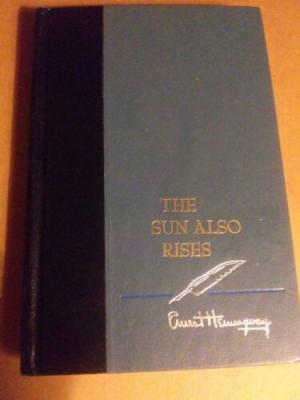 THE
SUN ALSO
RISES
Ernest Hemingway